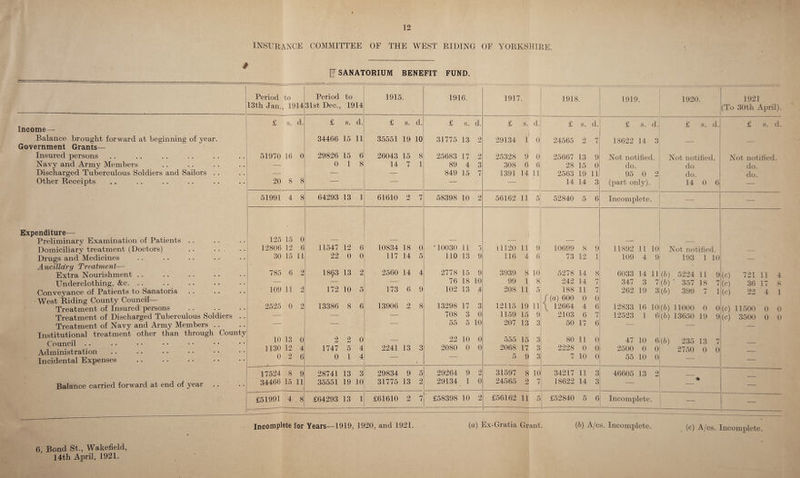 12
INSURANCE COMMITTEE OF THE WEST RIDING OF YORKSHIRE.
SANATORIUM BENEFIT FUND.
Period to 13th Jan., 1914 Period to 31st Dec., 1914 1915. 1916. 1917. 1918. 1919. 1920. 1921 (To 30th April).
£ s. d. £ s. d. £ s. d. £ s. d. £ s. d. £ s. d. £ s. d. £ s. d. £ s. d.
Income—
Balance brought forward at beginning of year. 34466 15 11 35551 19 10 31775 13 2 29134 1 0 24565 2 7 18622 14 3 — —
Government Grants—
Insured persons .. 51970 16 0 29826 15 6 26043 15 8 25683 17 2 25328 9 0 25667 13 9 Not notified. Not notified. Not notified.
Navy and Army Members .. — 0 1 8 14 7 1 89 4 3 308 6 6 28 15 0 do. do do.
Discharged Tuberculous Soldiers and Sailors .. — — — 849 15 7 1391 14 11 2563 19 11 95 0 2 do. do.
Other Receipts .. 20 8 8 — — — — 14 14 3 (part only). 14 0 6 —
51991 4 8 64293 13 1 61610 2 7 58398 10 2 56162 11 5 52840 5 6 Incomplete. — —
Expenditure—
Preliminary Examination of Patients .. 125 15 0 — — — — — — — —
Domiciliary treatment (Doctors) .. 12806 12 6 11547 12 6 10834 18 0 10030 11 5 11120 11 9 10699 8 9 11892 11 10 Not notified. —
Drugs and Medicines .. 30 15 11 22 0 0 117 14 5 110 13 9 116 4 6 73 12 1 109 4 9 193 1 10 —
Ancillary Treatment—
Extra Nourishment .. 785 6 2 1863 13 2 2560 14 4 2778 15 9 3939 8 10 5278 14 8 6033 14 11 (b) 5224 11 9 (c) 721 11 4
Underclothing, &c. .. 76 18 10 99 1 8 242 14 7 347 3 7 (b) 357 18 7 (c) 36 17 8
Conveyance of Patients to Sanatoria .. 109 11 2 172 10 5 173 6 9 102 13 4 208 11 5 188 11 7 262 19 3 (b) 399 7 1 (c) 22 4 1
West Riding County Council— (a) 600 0 0
Treatment of Insured persons .. 2525 0 2 13386 8 6 13906 2 8 13298 17 3 12115 19 11 12664 4 6 12833 16 10 (b) 11000 0 0 (c) 11500 0 0
Treatment of Discharged Tuberculous Soldiers .. — — — 708 3 0 1159 15 9 2103 6 7 12523 1 6 (b) 13650 19 9 (c) 3500 0 0
Treatment of Navy and Army Members .. — — — 55 5 10 207 13 3 50 17 6
Institutional treatment other than through County
Council .. 10 13 0 2 2 0 — 22 10 0 555 15 3 80 11 0 47 10 6 (b) 235 13 7 —
Administration .. 1130 12 4 1747 5 4 2241 13 3 2080 0 0 2068 17 3 2228 0 0 2500 0 0 2750 0 0 —
Incidental Expenses .. 0 2 6 0 1 4 — — 5 9 3 7 10 0 55 10 0 — —
17524 8 9 28741 13 3 29834 9 5 29264 9 2 31597 8 10 34217 11 3 46605 13 2 — —
Balance carried forward at end of year .. 34466 15 11 35551 19 10 31775 13 2 29134 1 0 24565 2 7 18622 14 3 — — —
£51991 4 8 £64293 13 1 £61610 2 7 £58398 10 2 £56162 11 5 £52840 5 6 Incomplete. — —
Incomplete for Years—1919, 1920, and 1921. (a) Ex-Gratia Grant. (b) A/cs. Incomplete. (c) A/cs. Incomplete.
6, Bond St., Wakefield,
14th April, 1921.